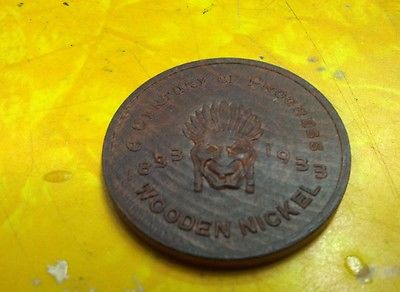 A CENTURY OF PROGRESS
1833 1933
WOODEN NICKEL